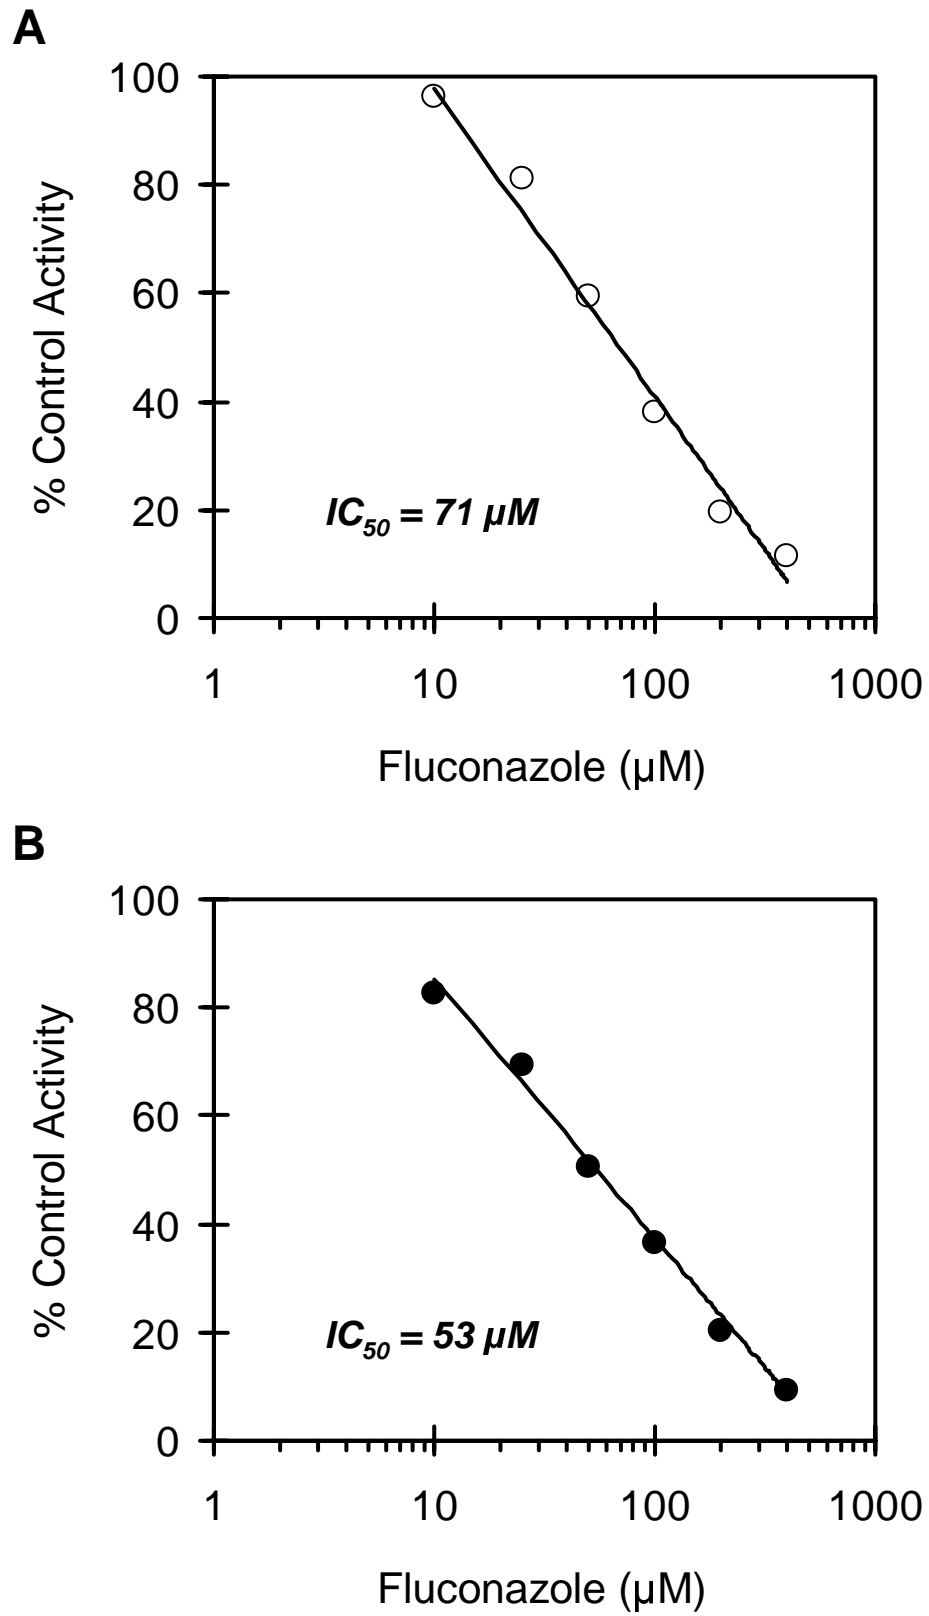 A
100
80
60
40
20
0
% Control Activity
IC50 = 71 µM
1 10 100 1000
Fluconazole (µM)
B
100
80
60
40
20
0
% Control Activity
IC50 = 53 µM
1 10 100 1000
Fluconazole (µM)